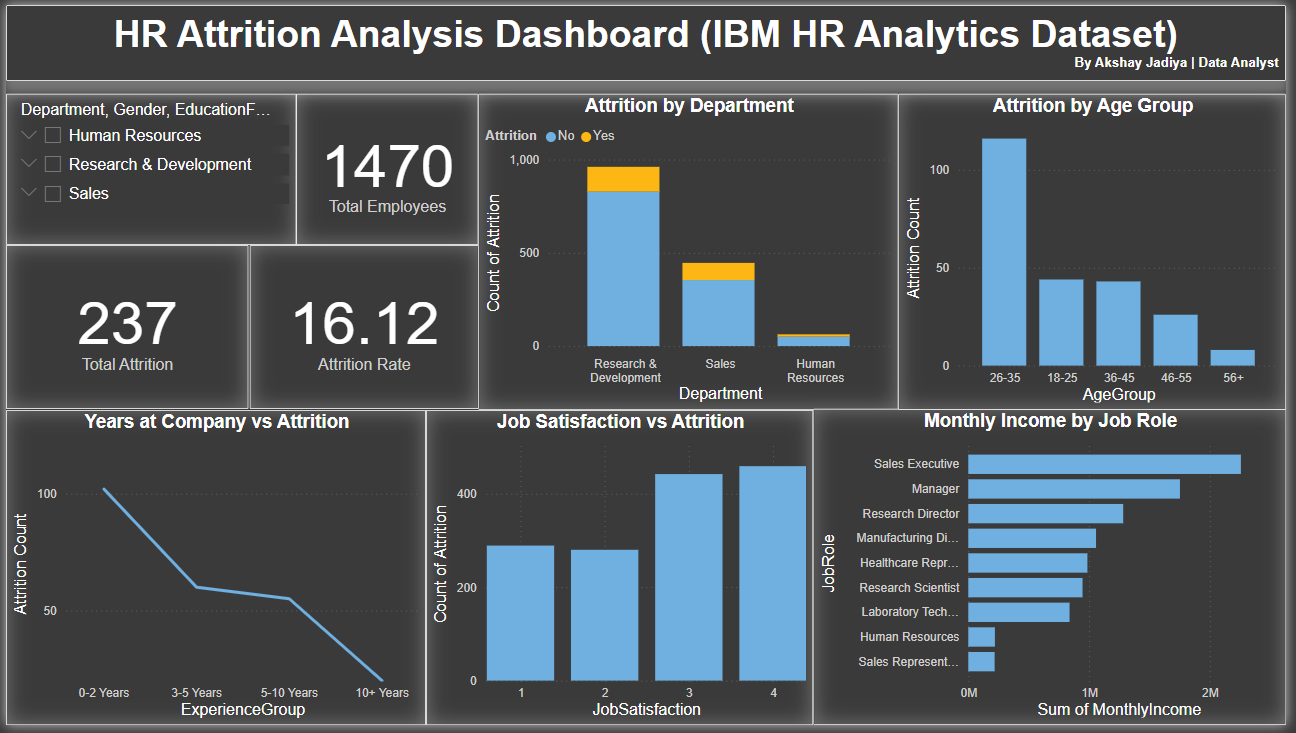 HR Attrition Analysis Dashboard (IBM HR Analytics Dataset)
By Akshay Jadiya | Data Analyst
Department, Gender, EducationF...
Human Resources
Research & Development
Sales
1470
Total Employees
237
Total Attrition
16.12
Attrition Rate
Attrition by Department
Attrition No Yes
Count of Attrition
1,000
500
0
Research &
Development
Sales
Human
Resources
Department
Attrition by Age Group
Attrition Count
100
50
0
26-35 18-25 36-45 46-55 56+
AgeGroup
Years at Company vs Attrition
Attrition Count
100
50
0-2 Years 3-5 Years 5-10 Years 10+ Years
ExperienceGroup
Job Satisfaction vs Attrition
Count of Attrition
400
200
0
1 2 3 4
JobSatisfaction
Monthly Income by Job Role
JobRole
Sales Executive
Manager
Research Director
Manufacturing Di...
Healthcare Repr...
Research Scientist
Laboratory Tech...
Human Resources
Sales Represent...
0M 1M 2M
Sum of MonthlyIncome